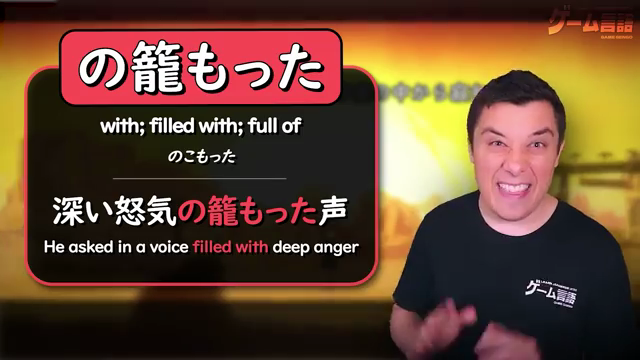 の籠もった
with; filled with; full of
のこもった
深い怒気の籠もった声
He asked in a voice filled with deep anger
ゲーム言語
ゲーム言語